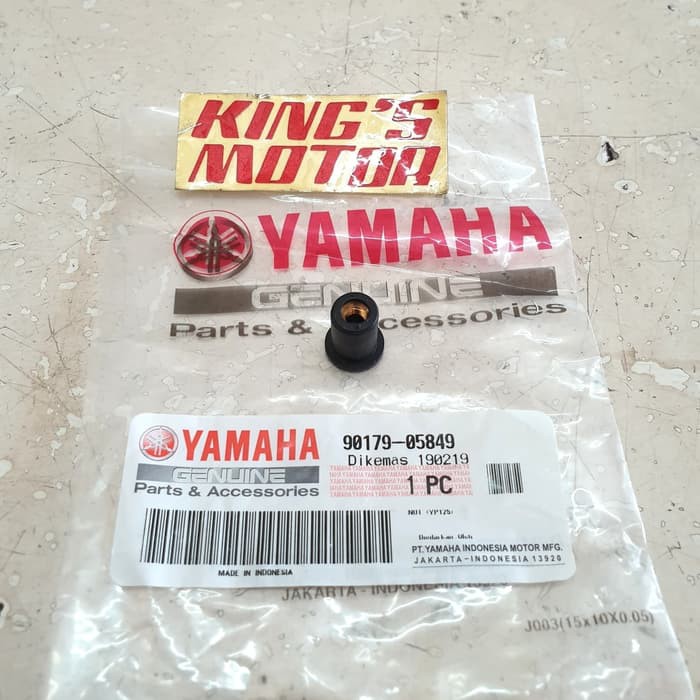 KING'S
MOTOR
YAMAHA
GENUINE
Parts & Accessories
YAMAHA
GENUINE
Parts & Accessories
90179-05849
Dikemas 190219
1 PC
NUT (YP125)
PT.YAMAHA INDONESIA MOTOR MFG.
JAKARTA-INDONESIA 13920
MADE IN INDONESIA
JAKARTA - INDONESIA
J003(15x10X0.05)